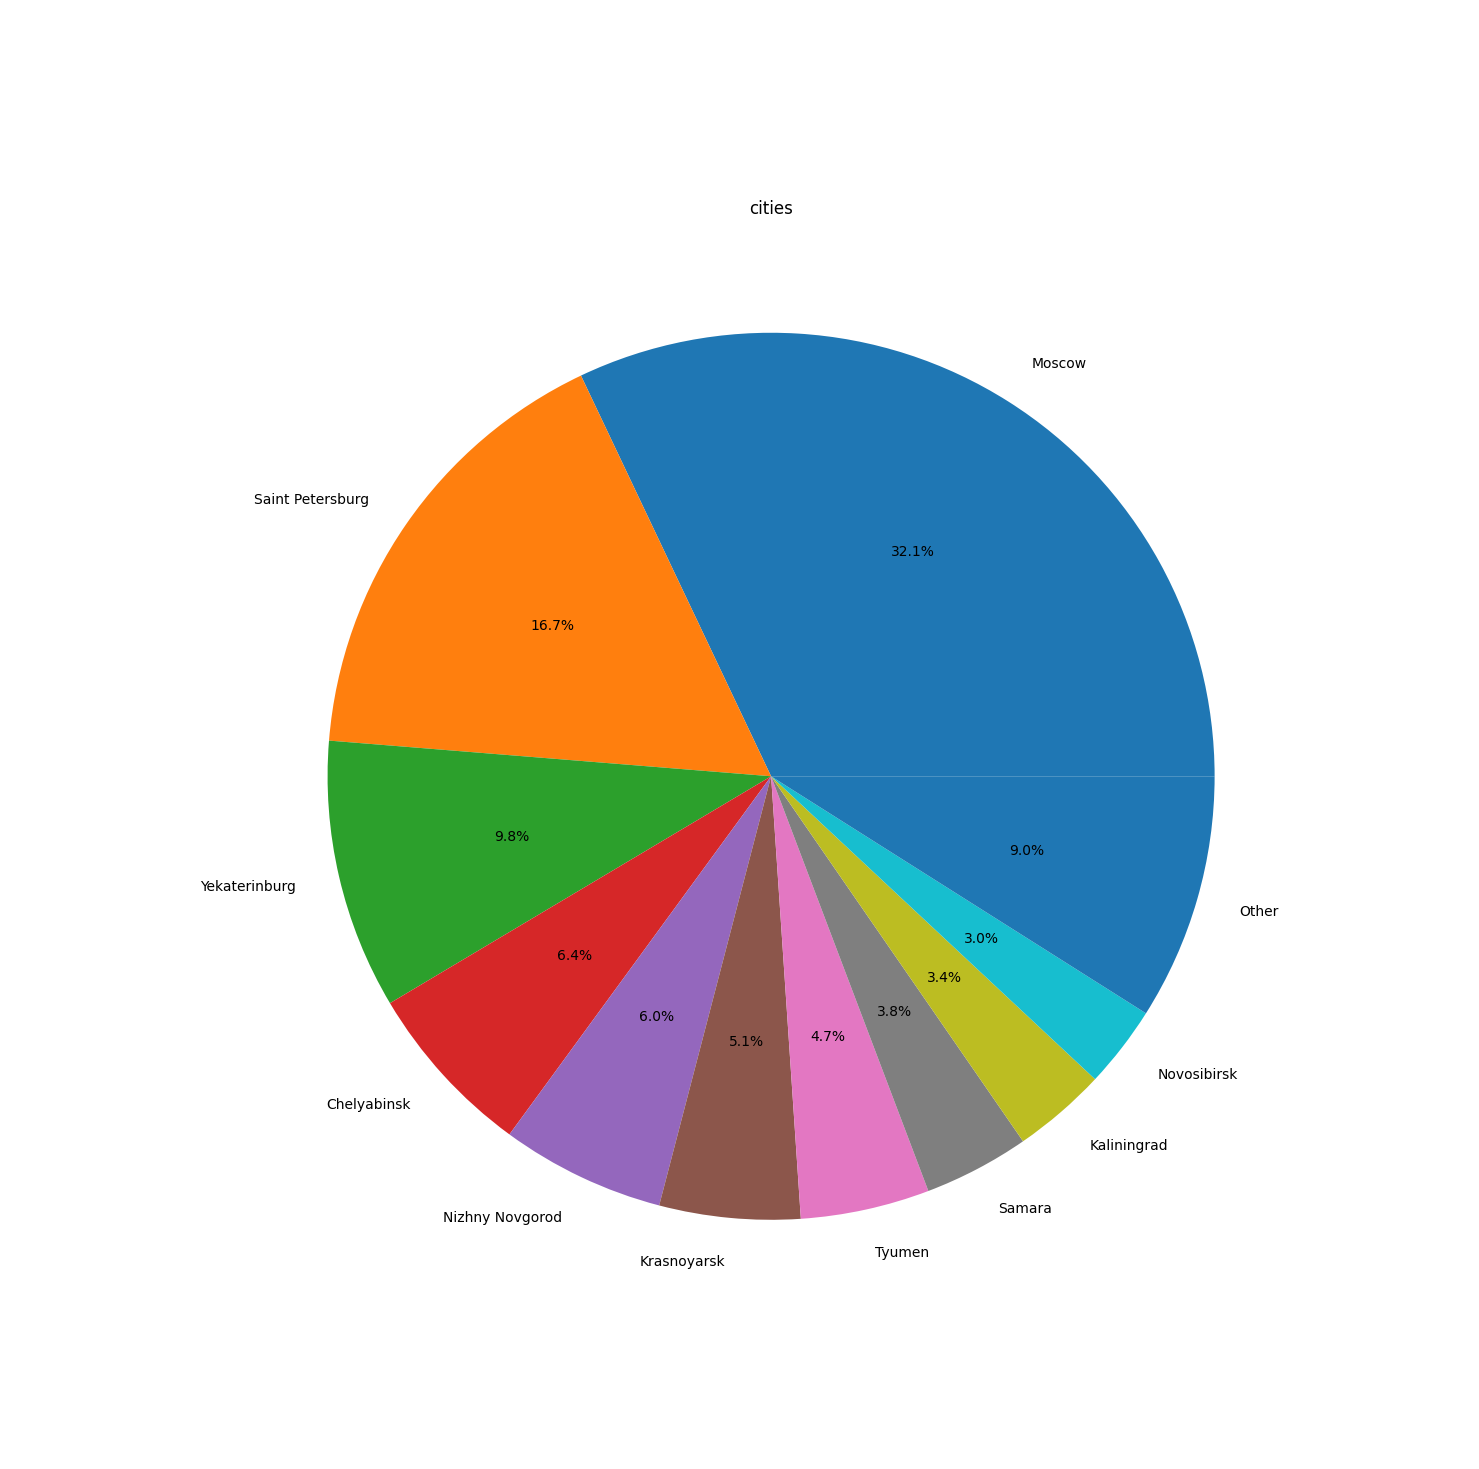 cities
Moscow
32.1%
Saint Petersburg
16.7%
Yekaterinburg
9.8%
Chelyabinsk
6.4%
Nizhny Novgorod
6.0%
Krasnoyarsk
5.1%
Tyumen
4.7%
Samara
3.8%
Kaliningrad
3.4%
Novosibirsk
3.0%
Other
9.0%